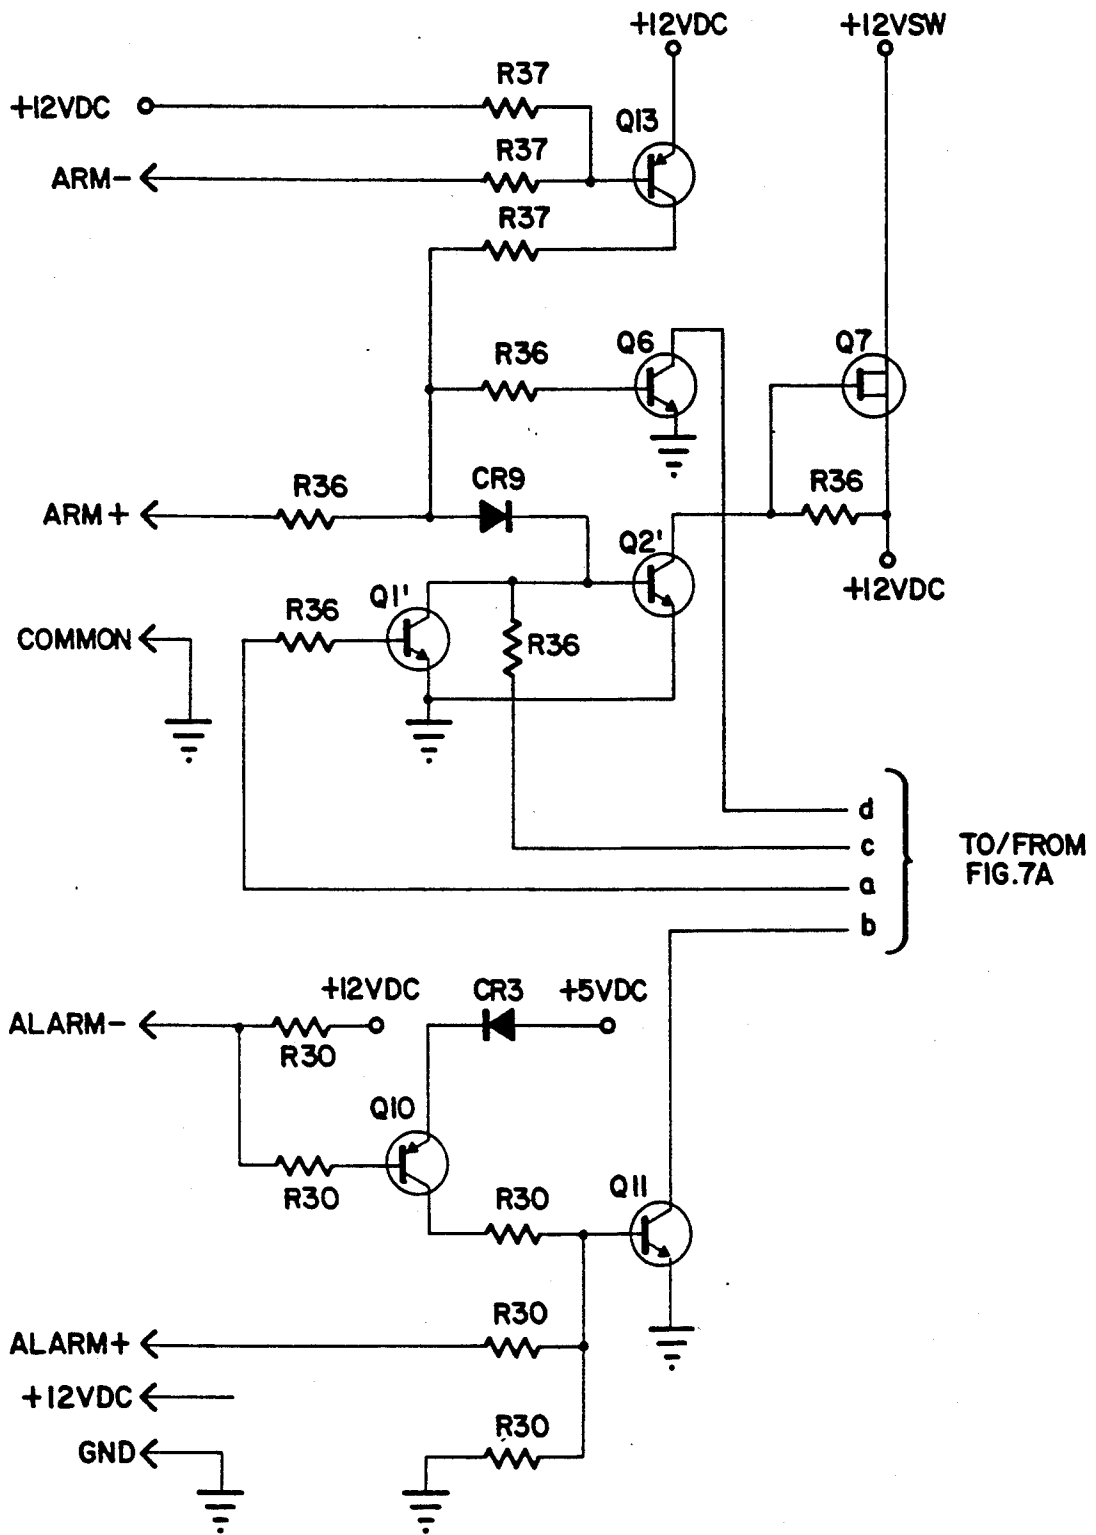 +12VDC
+12VSW
R37
+12VDC
Q13
R37
ARM-
R37
Q6
Q7
R36
R36
CR9
R36
ARM+
Q2'
+12VDC
Q1'
R36
COMMON
R36
d
c
TO/FROM
FIG.7A
a
b
+12VDC
CR3
+5VDC
ALARM-
R30
Q10
R30
R30
Q11
R30
ALARM+
+12VDC
R30
GND